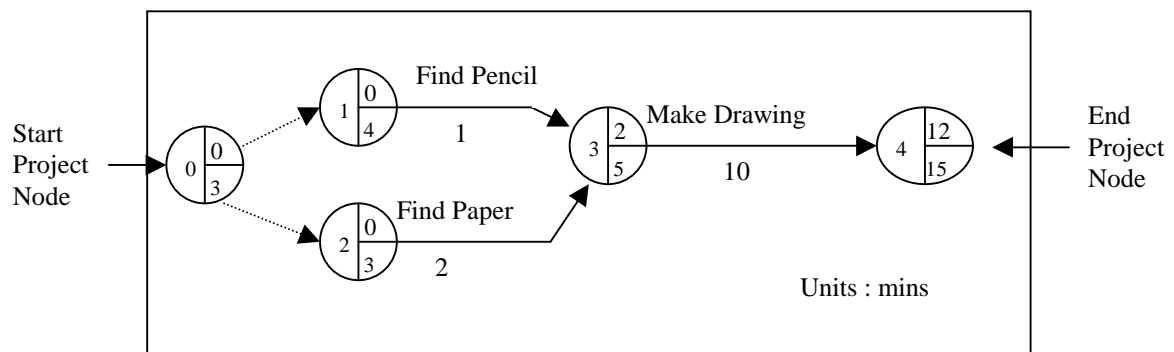 Start
Project
Node
0
0
3
1
0
4
Find Pencil
1
2
0
3
Find Paper
2
3
2
5
Make Drawing
10
4
12
15
End
Project
Node
Units : mins